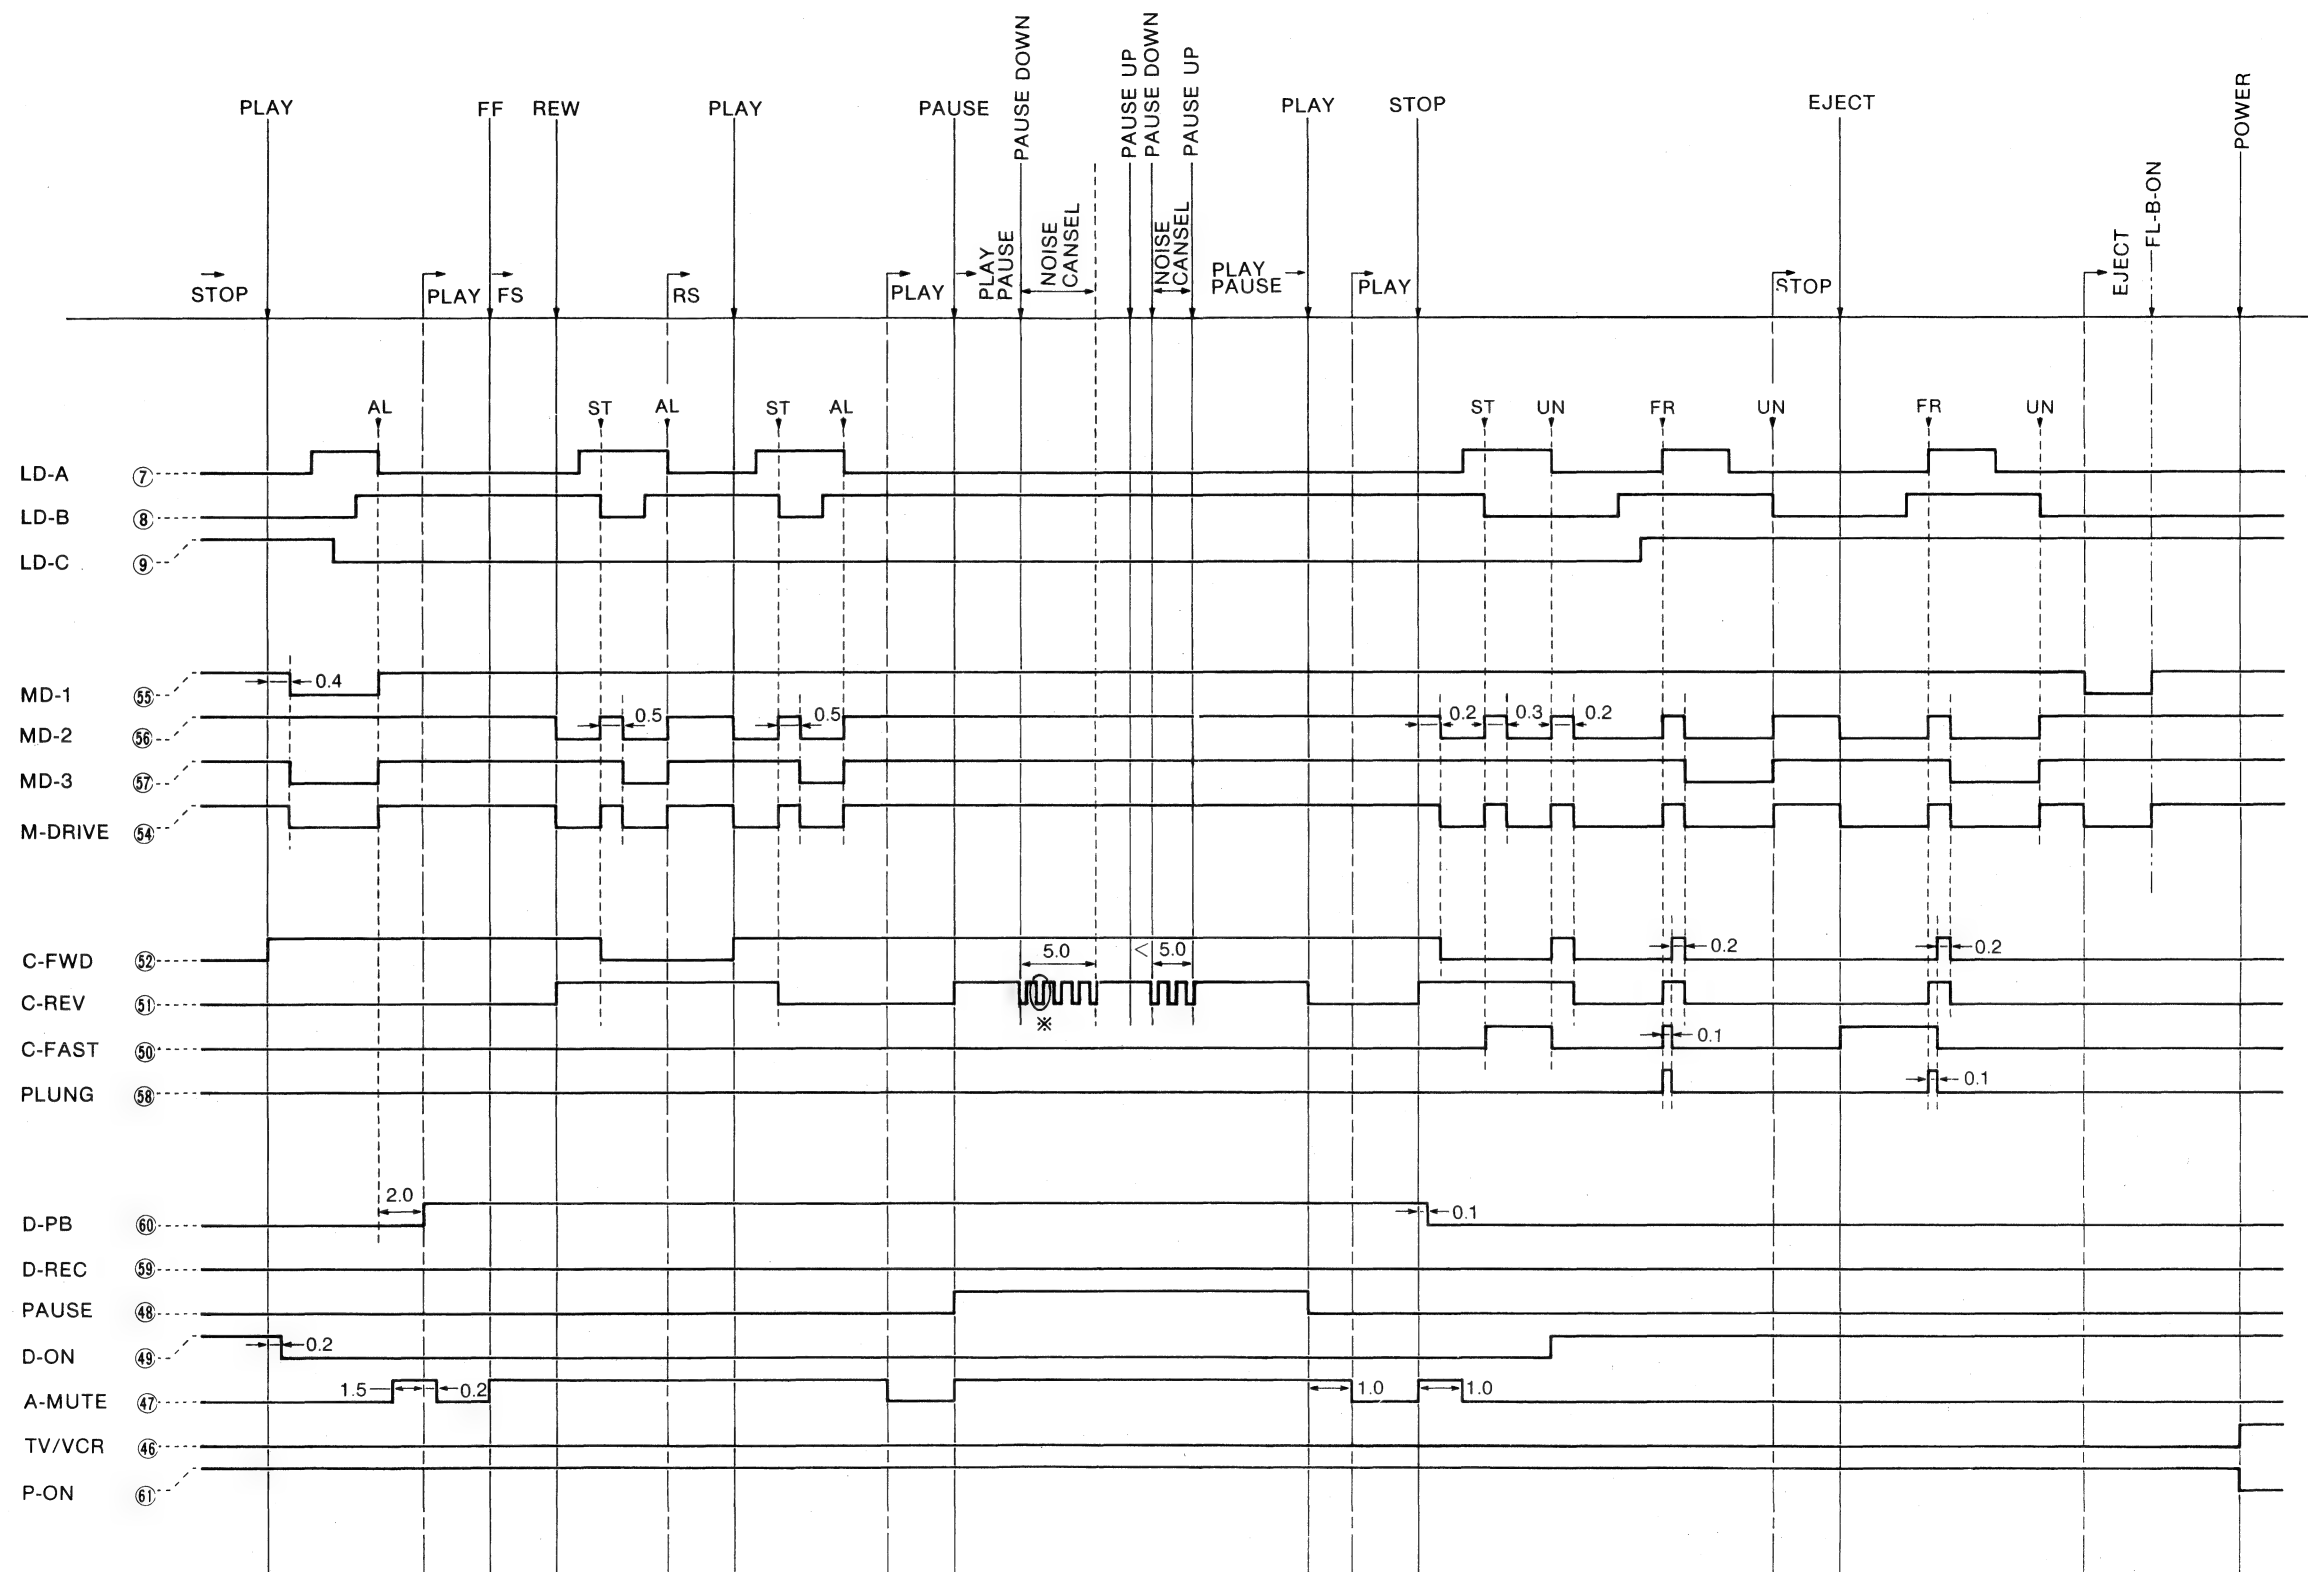 PLAY
FF
REW
PLAY
PAUSE
PAUSE DOWN
PAUSE UP
PAUSE DOWN
PAUSE UP
PLAY
STOP
EJECT
POWER
STOP
PLAY
FS
RS
PLAY
PLAY
PAUSE
NOISE
CANSEL
NOISE
CANSEL
PLAY
PAUSE
PLAY
STOP
EJECT
FL-B-ON
AL
ST
AL
ST
AL
ST
UN
FR
UN
FR
UN
LD-A ⑦
LD-B ⑧
LD-C ⑨
MD-1 55 0.4
MD-2 56 0.5 0.5 0.2 0.3 0.2
MD-3 57
M-DRIVE 54
C-FWD 52 5.0 < 5.0 0.2 0.2
C-REV 51
※
C-FAST 50 0.1
PLUNG 58 0.1
D-PB 60 2.0 0.1
D-REC 59
PAUSE 48
D-ON 49 0.2
A-MUTE 47 1.5 0.2 1.0 1.0
TV/VCR 46
P-ON 61